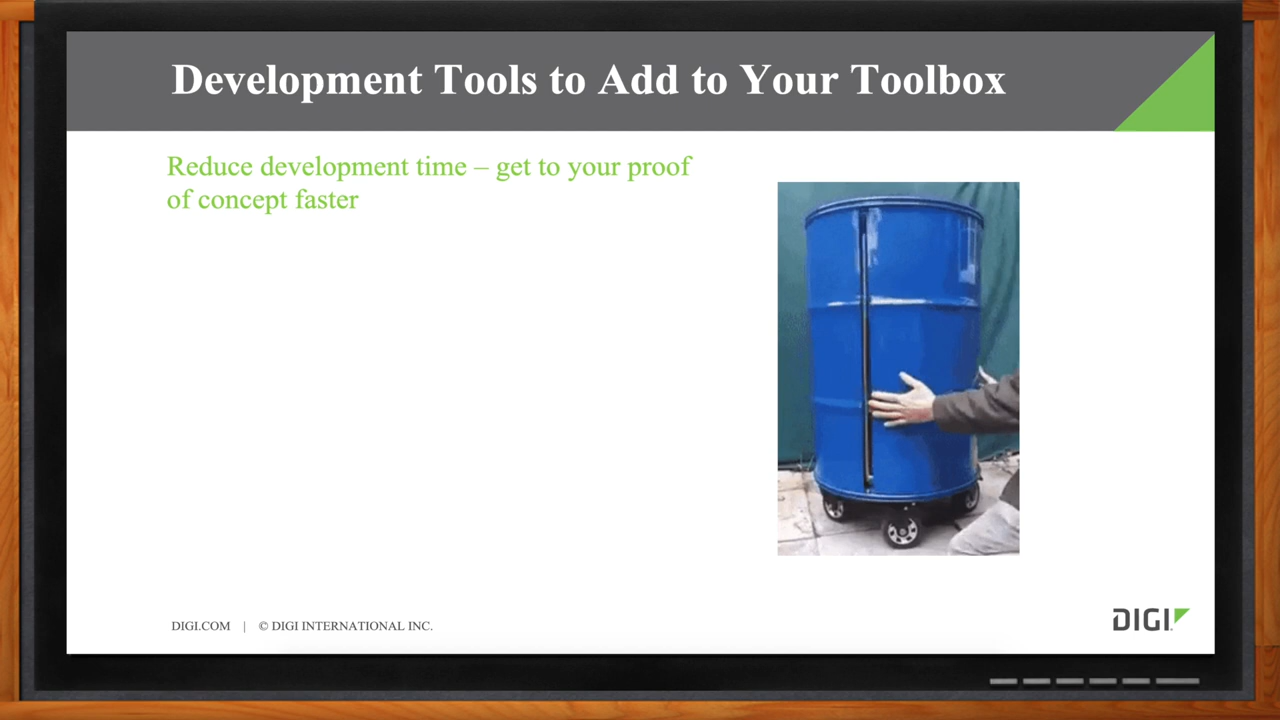 Development Tools to Add to Your Toolbox
Reduce development time – get to your proof
of concept faster
DIGI.COM | © DIGI INTERNATIONAL INC.
DIGI